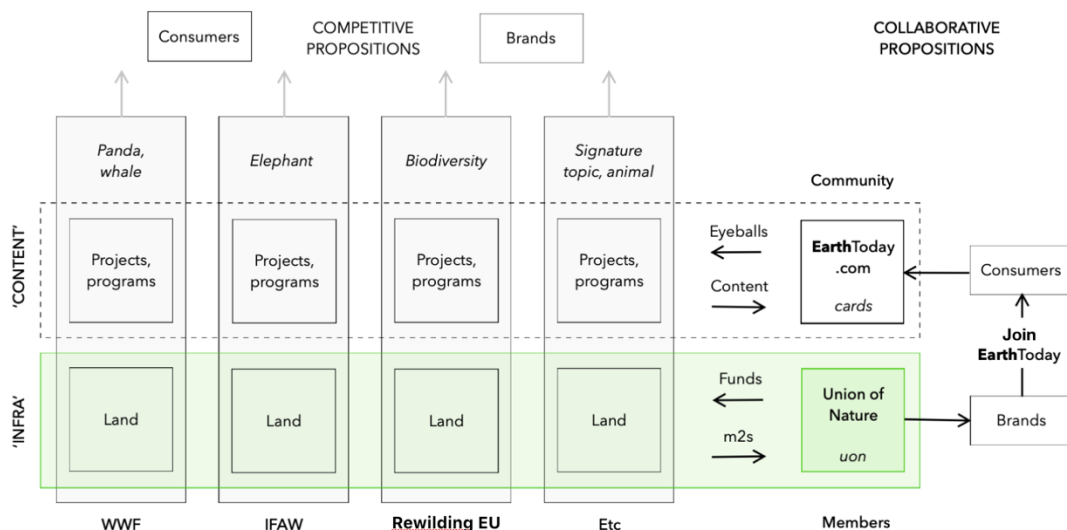 COMPETITIVE
PROPOSITIONS
COLLABORATIVE
PROPOSITIONS
Consumers
Brands
Panda,
whale
Elephant
Biodiversity
Signature
topic, animal
Community
'CONTENT'
Projects,
programs
Projects,
programs
Projects,
programs
Projects,
programs
Eyeballs
Content
EarthToday
.com
cards
Consumers
Join
EarthToday
'INFRA'
Land
Land
Land
Land
Funds
m2s
Union of
Nature
uon
Brands
WWF
IFAW
Rewilding EU
Etc
Members